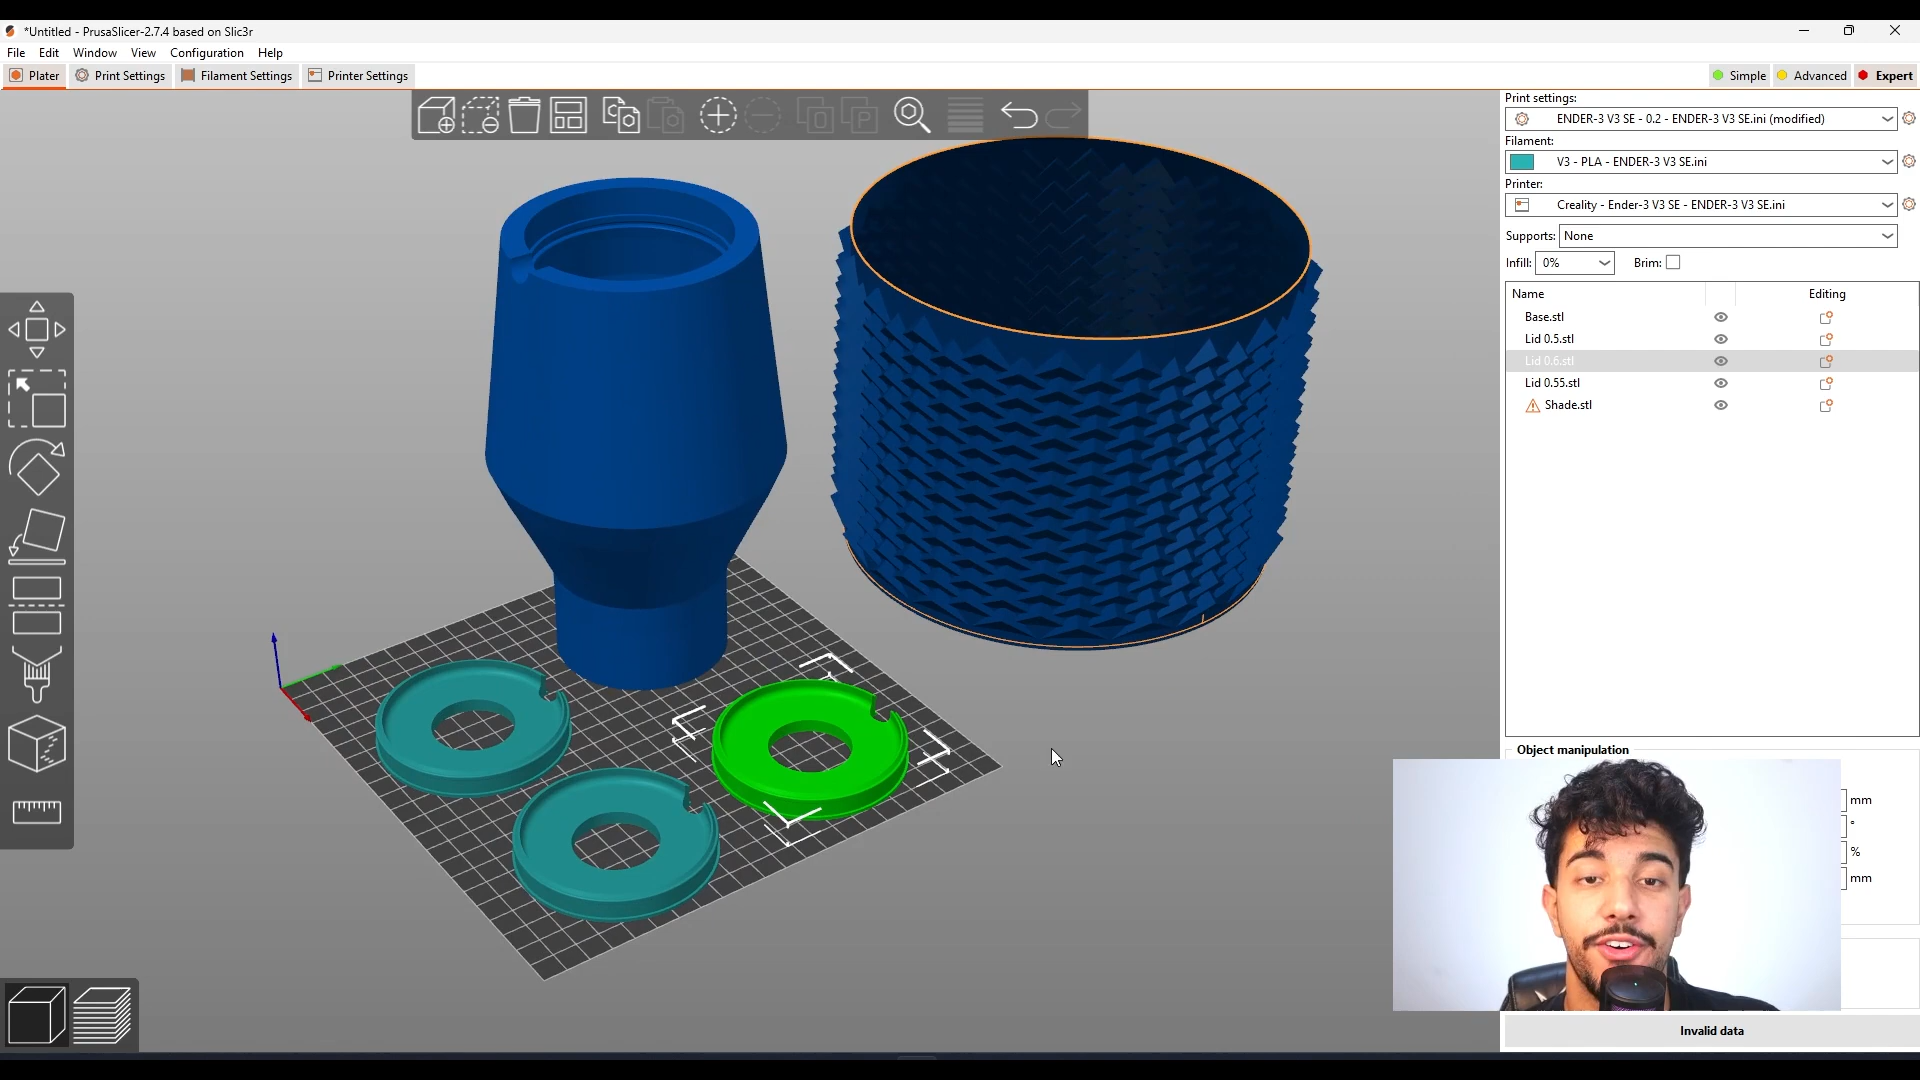 *Untitled - PrusaSlicer-2.7.4 based on Slic3r
File Edit Window View Configuration Help
Plater Print Settings Filament Settings Printer Settings
Simple Advanced Expert
Print settings:
ENDER-3 V3 SE - 0.2 - ENDER-3 V3 SE.ini (modified)
Filament:
V3 - PLA - ENDER-3 V3 SE.ini
Printer:
Creality - Ender-3 V3 SE - ENDER-3 V3 SE.ini
Supports: None
Infill: 0% Brim:
Name Editing
Base.stl
Lid 0.5.stl
Lid 0.6.stl
Lid 0.55.stl
Shade.stl
Object manipulation
mm
°
%
mm
Invalid data